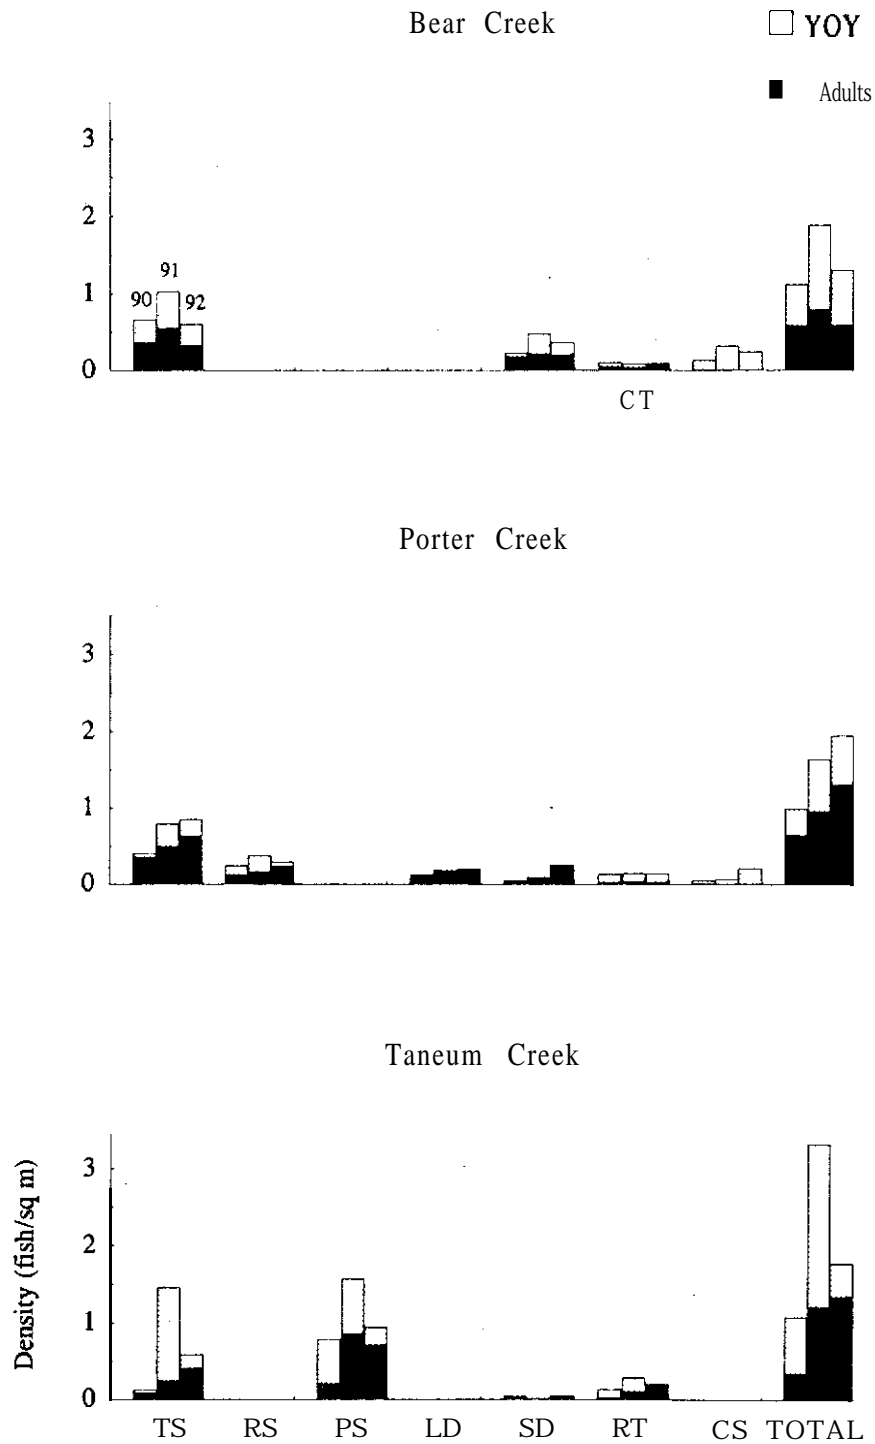 Bear Creek
YOY
Adults
3
2
91
90 92
1
0
CT
Porter Creek
3
2
1
0
Taneum Creek
Density (fish/sq m)
3
2
1
0
TS RS PS LD SD RT CS TOTAL